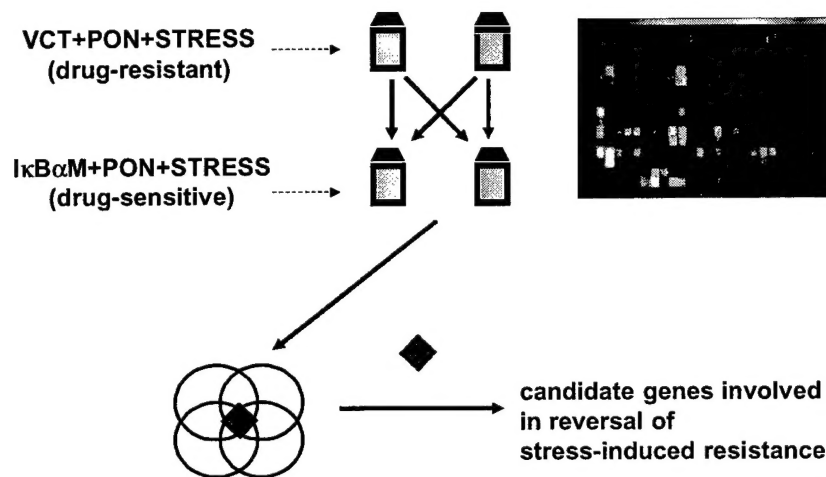 VCT+PON+STRESS
(drug-resistant)
IκBαM+PON+STRESS
(drug-sensitive)
candidate genes involved
in reversal of
stress-induced resistance